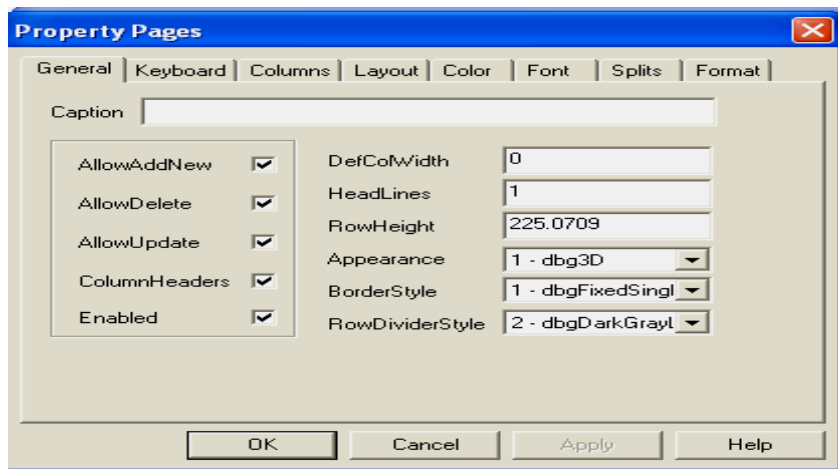 Property Pages
General Keyboard Columns Layout Color Font Splits Format
Caption
AllowAddNew
AllowDelete
AllowUpdate
ColumnHeaders
Enabled
DefColWidth 0
HeadLines 1
RowHeight 225.0709
Appearance 1 - dbg3D
BorderStyle 1 - dbgFixedSingl
RowDividerStyle 2 - dbgDarkGrayL
OK Cancel Apply Help